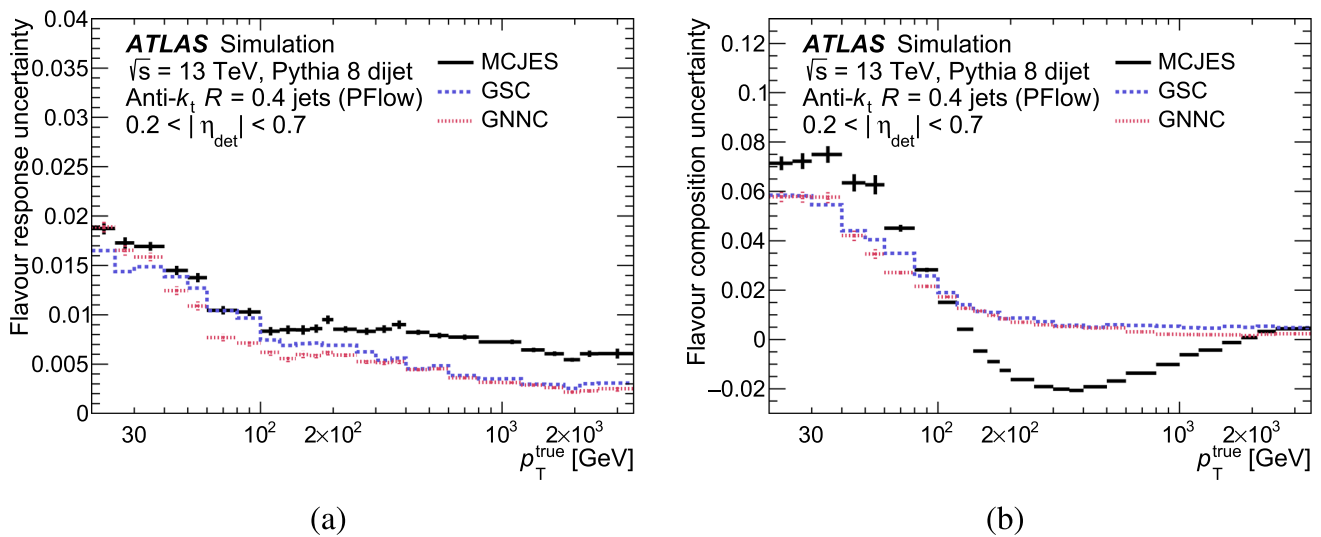 Flavour response uncertainty
0.04
0.035
0.03
0.025
0.02
0.015
0.01
0.005
0
ATLAS Simulation
√s = 13 TeV, Pythia 8 dijet
Anti-kt R = 0.4 jets (PFlow)
0.2 < | ηdet| < 0.7
MCJES
GSC
GNNC
30 10² 2×10² 10³ 2×10³
pTtrue [GeV]
(a)
Flavour composition uncertainty
0.12
0.1
0.08
0.06
0.04
0.02
0
−0.02
ATLAS Simulation
√s = 13 TeV, Pythia 8 dijet
Anti-kt R = 0.4 jets (PFlow)
0.2 < | ηdet| < 0.7
MCJES
GSC
GNNC
30 10² 2×10² 10³ 2×10³
pTtrue [GeV]
(b)